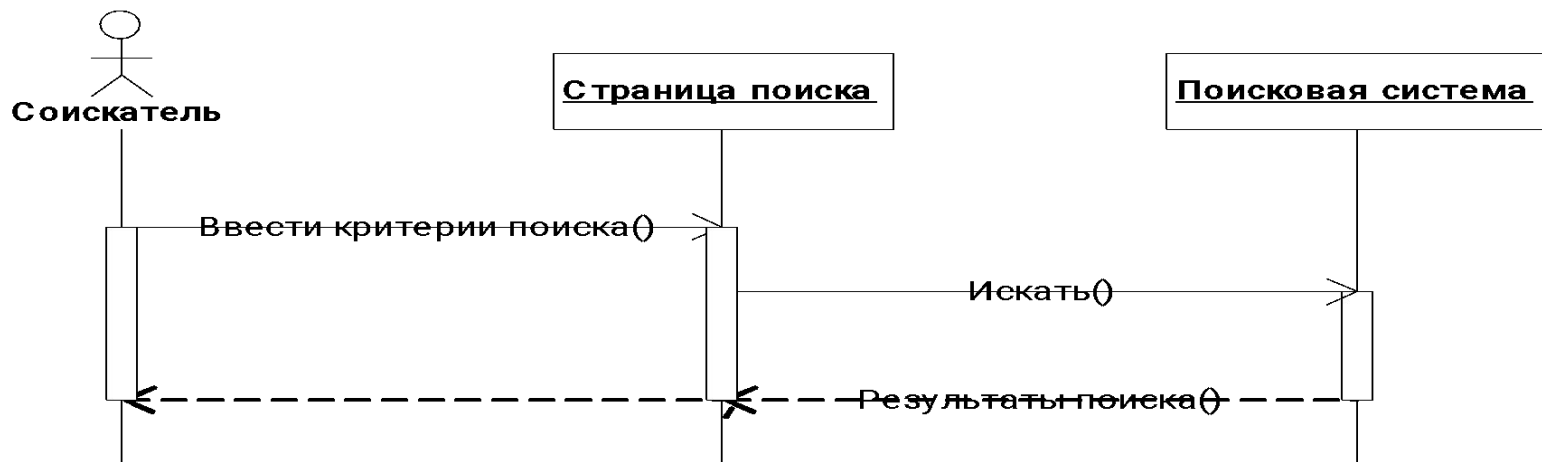 Соискатель
Страница поиска
Поисковая система
Ввести критерии поиска()
Искать()
Результаты поиска()